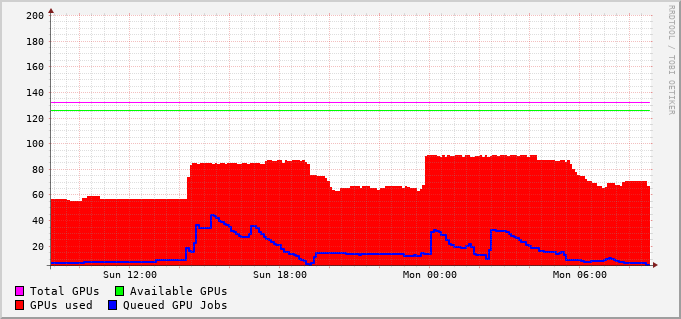 200
180
160
140
120
100
80
60
40
20
Sun 12:00 Sun 18:00 Mon 00:00 Mon 06:00
Total GPUs Available GPUs
GPUs used Queued GPU Jobs
RRDTOOL / TOBI OETIKER